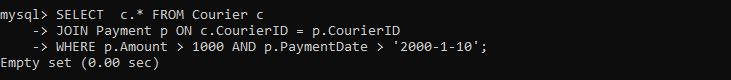 mysql> SELECT  c.* FROM Courier c
    -> JOIN Payment p ON c.CourierID = p.CourierID
    -> WHERE p.Amount > 1000 AND p.PaymentDate > '2000-1-10';
Empty set (0.00 sec)